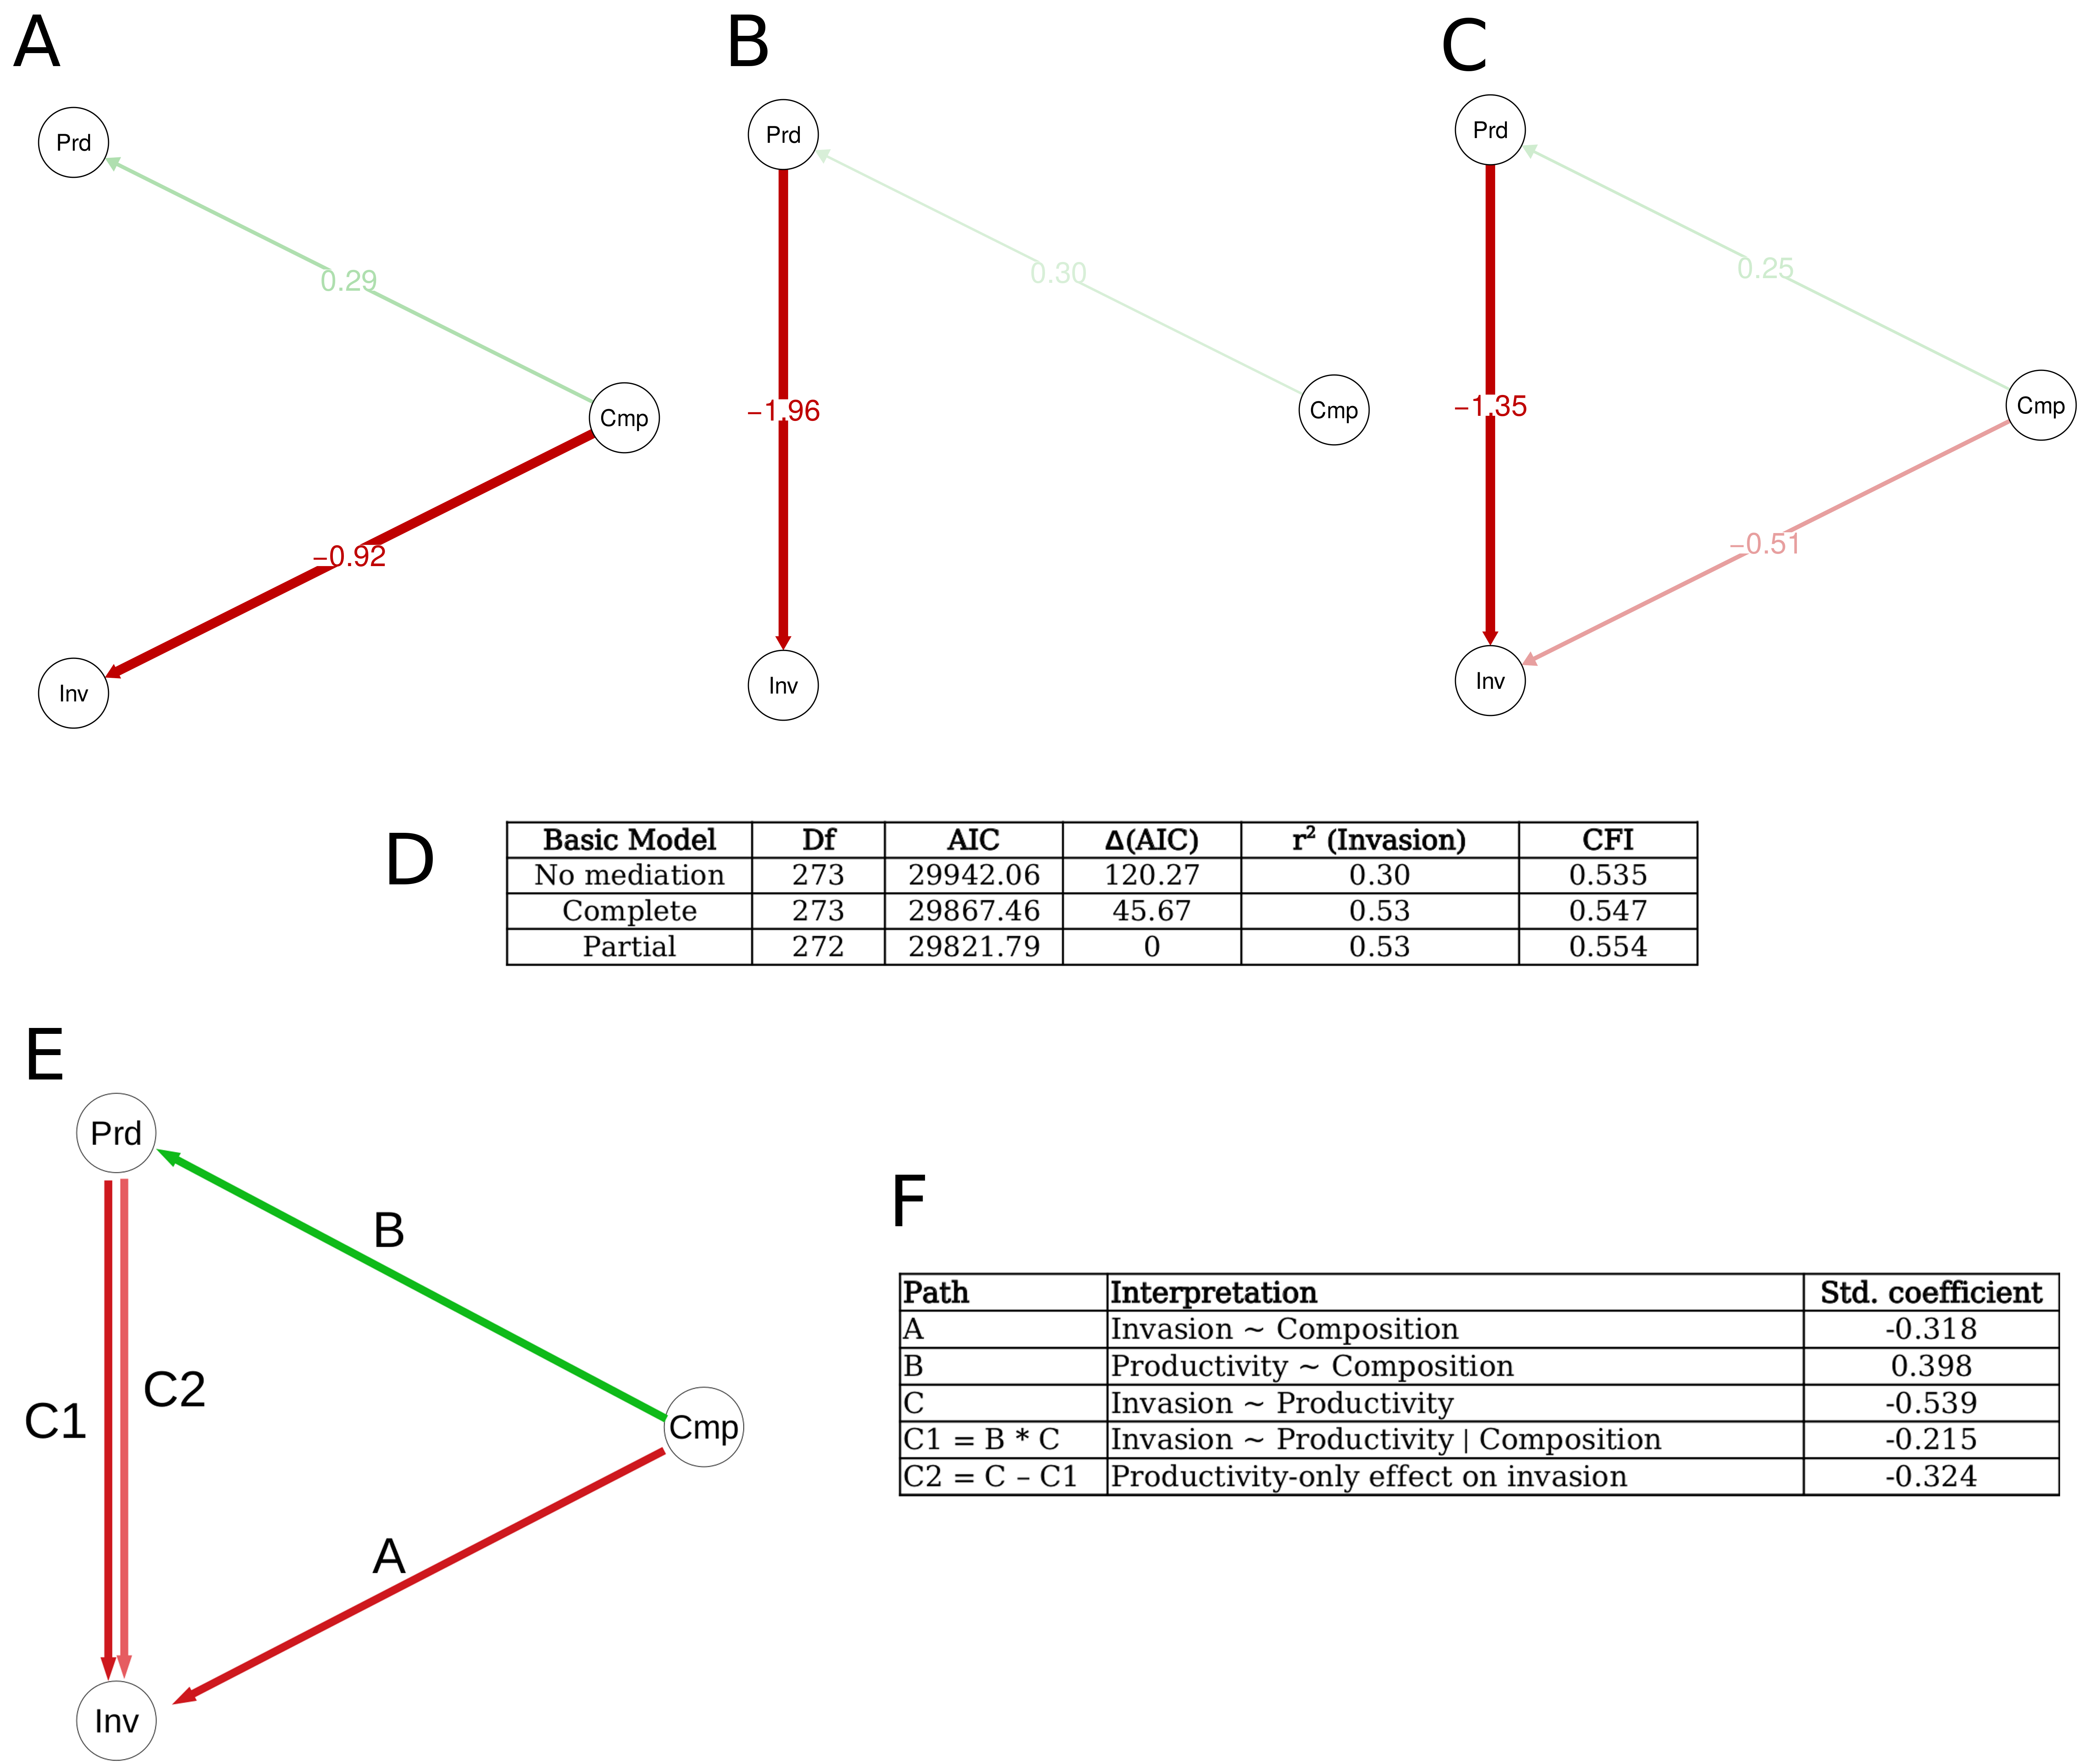 A
B
C
Prd
Prd
Prd
0.29
0.30
0.25
Cmp
Cmp
Cmp
−1.96
−1.35
−0.92
−0.51
Inv
Inv
Inv
D
Basic Model Df AIC Δ(AIC) r² (Invasion) CFI
No mediation 273 29942.06 120.27 0.30 0.535
Complete 273 29867.46 45.67 0.53 0.547
Partial 272 29821.79 0 0.53 0.554
E
Prd
B
C2
C1
Cmp
A
Inv
F
Path Interpretation Std. coefficient
A Invasion ~ Composition -0.318
B Productivity ~ Composition 0.398
C Invasion ~ Productivity -0.539
C1 = B * C Invasion ~ Productivity | Composition -0.215
C2 = C – C1 Productivity-only effect on invasion -0.324